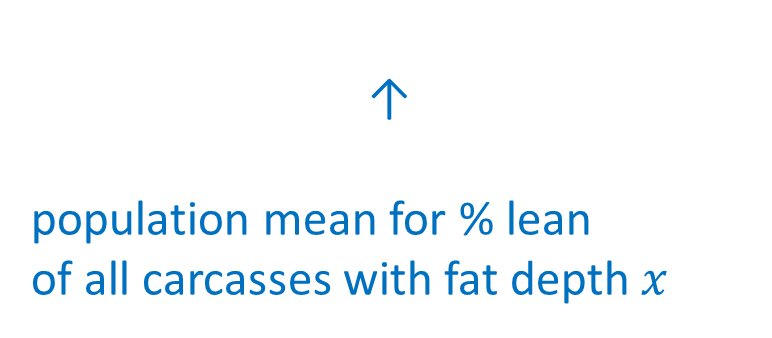 ↑
population mean for % lean
of all carcasses with fat depth 𝑥